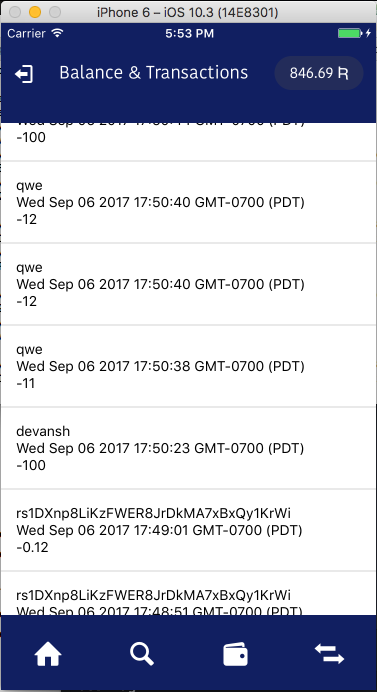 iPhone 6 – iOS 10.3 (14E8301)
Carrier 5:53 PM
Balance & Transactions 846.69
-100
qwe
Wed Sep 06 2017 17:50:40 GMT-0700 (PDT)
-12
qwe
Wed Sep 06 2017 17:50:40 GMT-0700 (PDT)
-12
qwe
Wed Sep 06 2017 17:50:38 GMT-0700 (PDT)
-11
devansh
Wed Sep 06 2017 17:50:23 GMT-0700 (PDT)
-100
rs1DXnp8LiKzFWER8JrDkMA7xBxQy1KrWi
Wed Sep 06 2017 17:49:01 GMT-0700 (PDT)
-0.12
rs1DXnp8LiKzFWER8JrDkMA7xBxQy1KrWi
Wed Sep 06 2017 17:48:51 GMT-0700 (PDT)